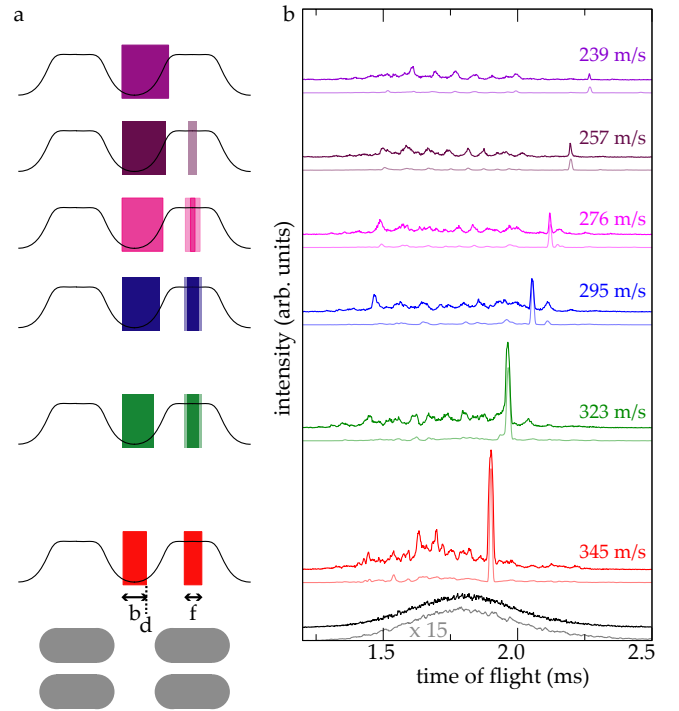 a
b
239 m/s
257 m/s
276 m/s
295 m/s
323 m/s
345 m/s
intensity (arb. units)
b
d
f
x 15
1.5
2.0
2.5
time of flight (ms)